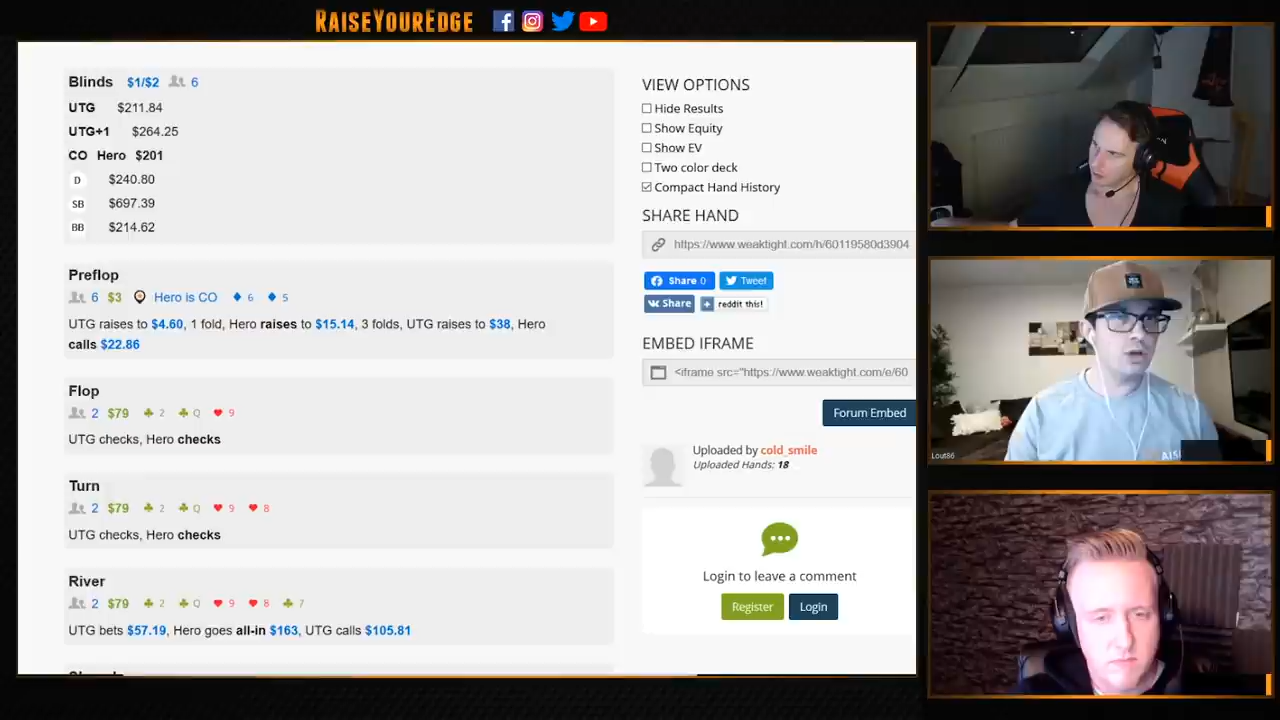 RAISEYOUREDGE
Blinds $1/$2 6
UTG $211.84
UTG+1 $264.25
CO Hero $201
D $240.80
SB $697.39
BB $214.62
Preflop
6 $3 Hero is CO ♦ 6 ♦ 5
UTG raises to $4.60, 1 fold, Hero raises to $15.14, 3 folds, UTG raises to $38, Hero
calls $22.86
Flop
2 $79 ♣ 2 ♣ Q ♥ 9
UTG checks, Hero checks
Turn
2 $79 ♣ 2 ♣ Q ♥ 9 ♥ 8
UTG checks, Hero checks
River
2 $79 ♣ 2 ♣ Q ♥ 9 ♥ 8 ♣ 7
UTG bets $57.19, Hero goes all-in $163, UTG calls $105.81
VIEW OPTIONS
Hide Results
Show Equity
Show EV
Two color deck
Compact Hand History
SHARE HAND
https://www.weaktight.com/h/60119580d3904
Share 0 Tweet
Share reddit this!
EMBED IFRAME
<iframe src="https://www.weaktight.com/e/60
Forum Embed
Uploaded by cold_smile
Uploaded Hands: 18
Login to leave a comment
Register Login
Lout86